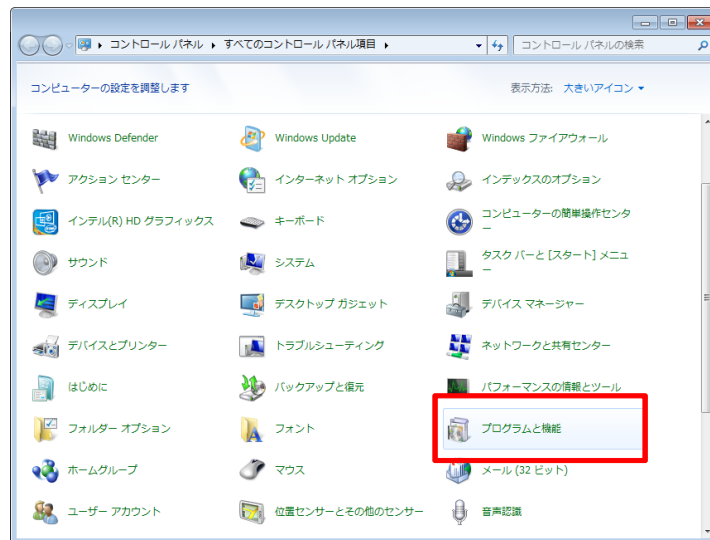 コントロール パネル ▸ すべてのコントロール パネル項目 ▸
コントロール パネルの検索
コンピューターの設定を調整します
表示方法: 大きいアイコン
Windows Defender
Windows Update
Windows ファイアウォール
アクション センター
インターネット オプション
インデックスのオプション
インテル(R) HD グラフィックス
キーボード
コンピューターの簡単操作センタ
ー
サウンド
システム
タスク バーと [スタート] メニュ
ー
ディスプレイ
デスクトップ ガジェット
デバイス マネージャー
デバイスとプリンター
トラブルシューティング
ネットワークと共有センター
はじめに
バックアップと復元
パフォーマンスの情報とツール
フォルダー オプション
フォント
プログラムと機能
ホームグループ
マウス
メール (32 ビット)
ユーザー アカウント
位置センサーとその他のセンサー
音声認識